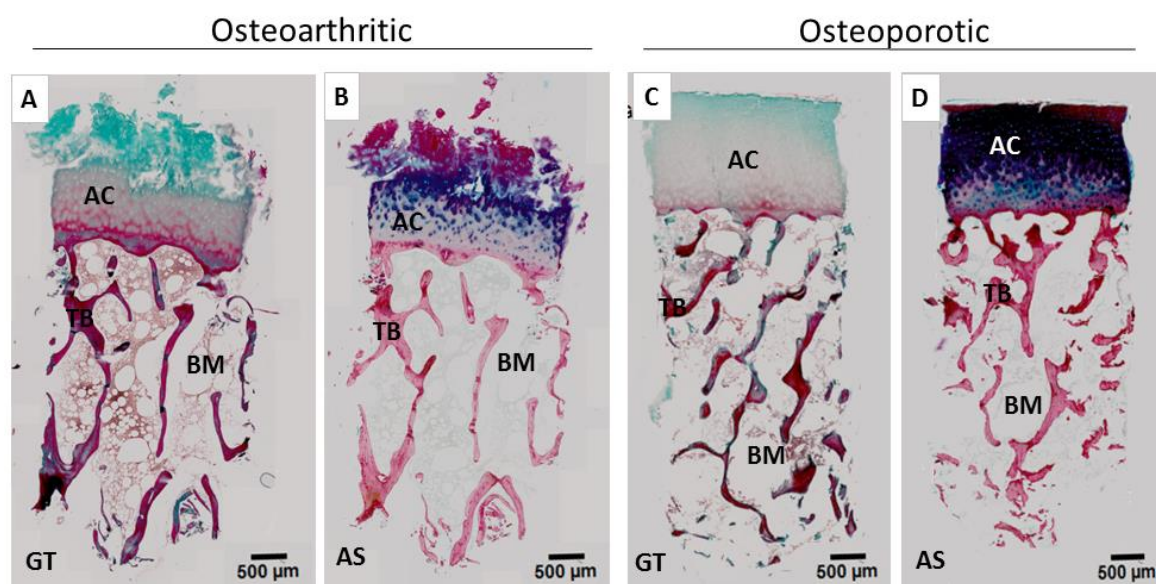 Osteoarthritic
Osteoporotic
A
AC
TB
BM
GT
500 µm
B
AC
TB
BM
AS
500 µm
C
AC
TB
BM
GT
500 µm
D
AC
TB
BM
AS
500 µm